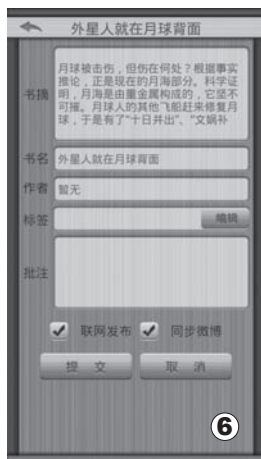 外星人就在月球背面
书摘
月球被击伤，但伤在何处？根据事实
推论，正是现在的月海部分。科学证
明，月海是由重金属构成的，它坚不
可摧。月球人的其他飞船赶来修复月
球，于是有了“十日并出”、“文娲补
书名
外星人就在月球背面
作者
暂无
标签
编辑
批注
联网发布
同步微博
提 交
取 消
6